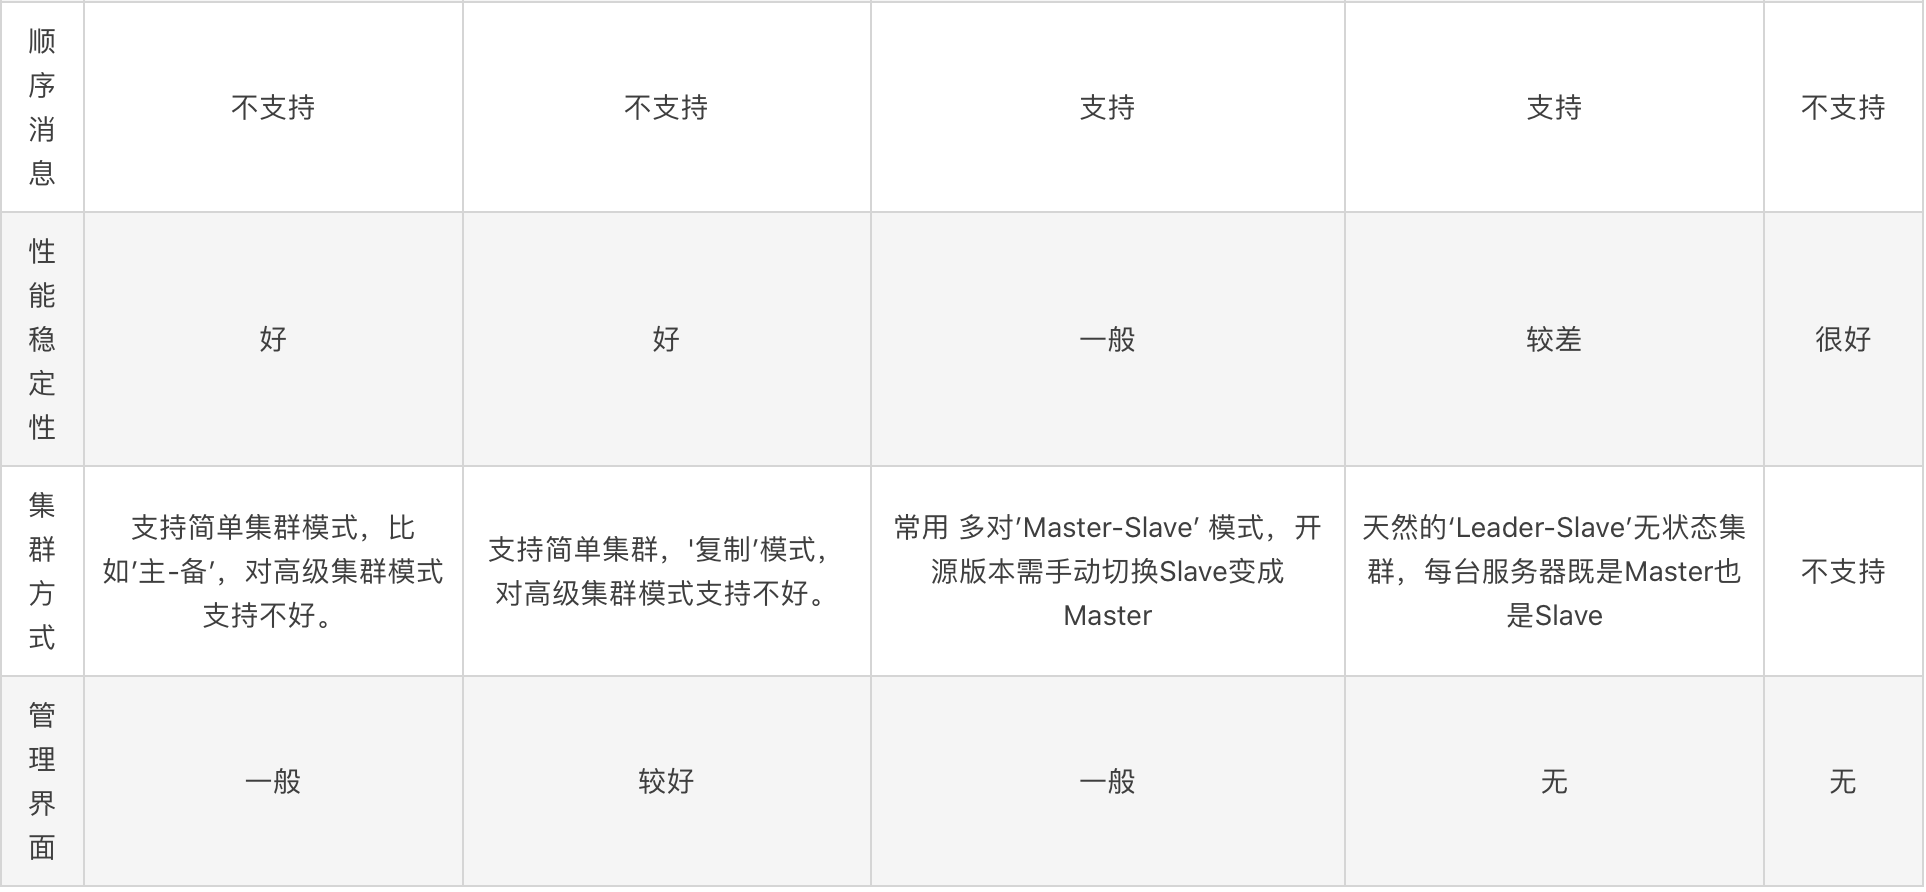 顺
序
消
息
不支持
不支持
支持
支持
不支持
性
能
稳
定
性
好
好
一般
较差
很好
集
群
方
式
支持简单集群模式，比
如’主-备’，对高级集群模式
支持不好。
支持简单集群，'复制’模式，
对高级集群模式支持不好。
常用 多对’Master-Slave’ 模式，开
源版本需手动切换Slave变成
Master
天然的‘Leader-Slave’无状态集
群，每台服务器既是Master也
是Slave
不支持
管
理
界
面
一般
较好
一般
无
无